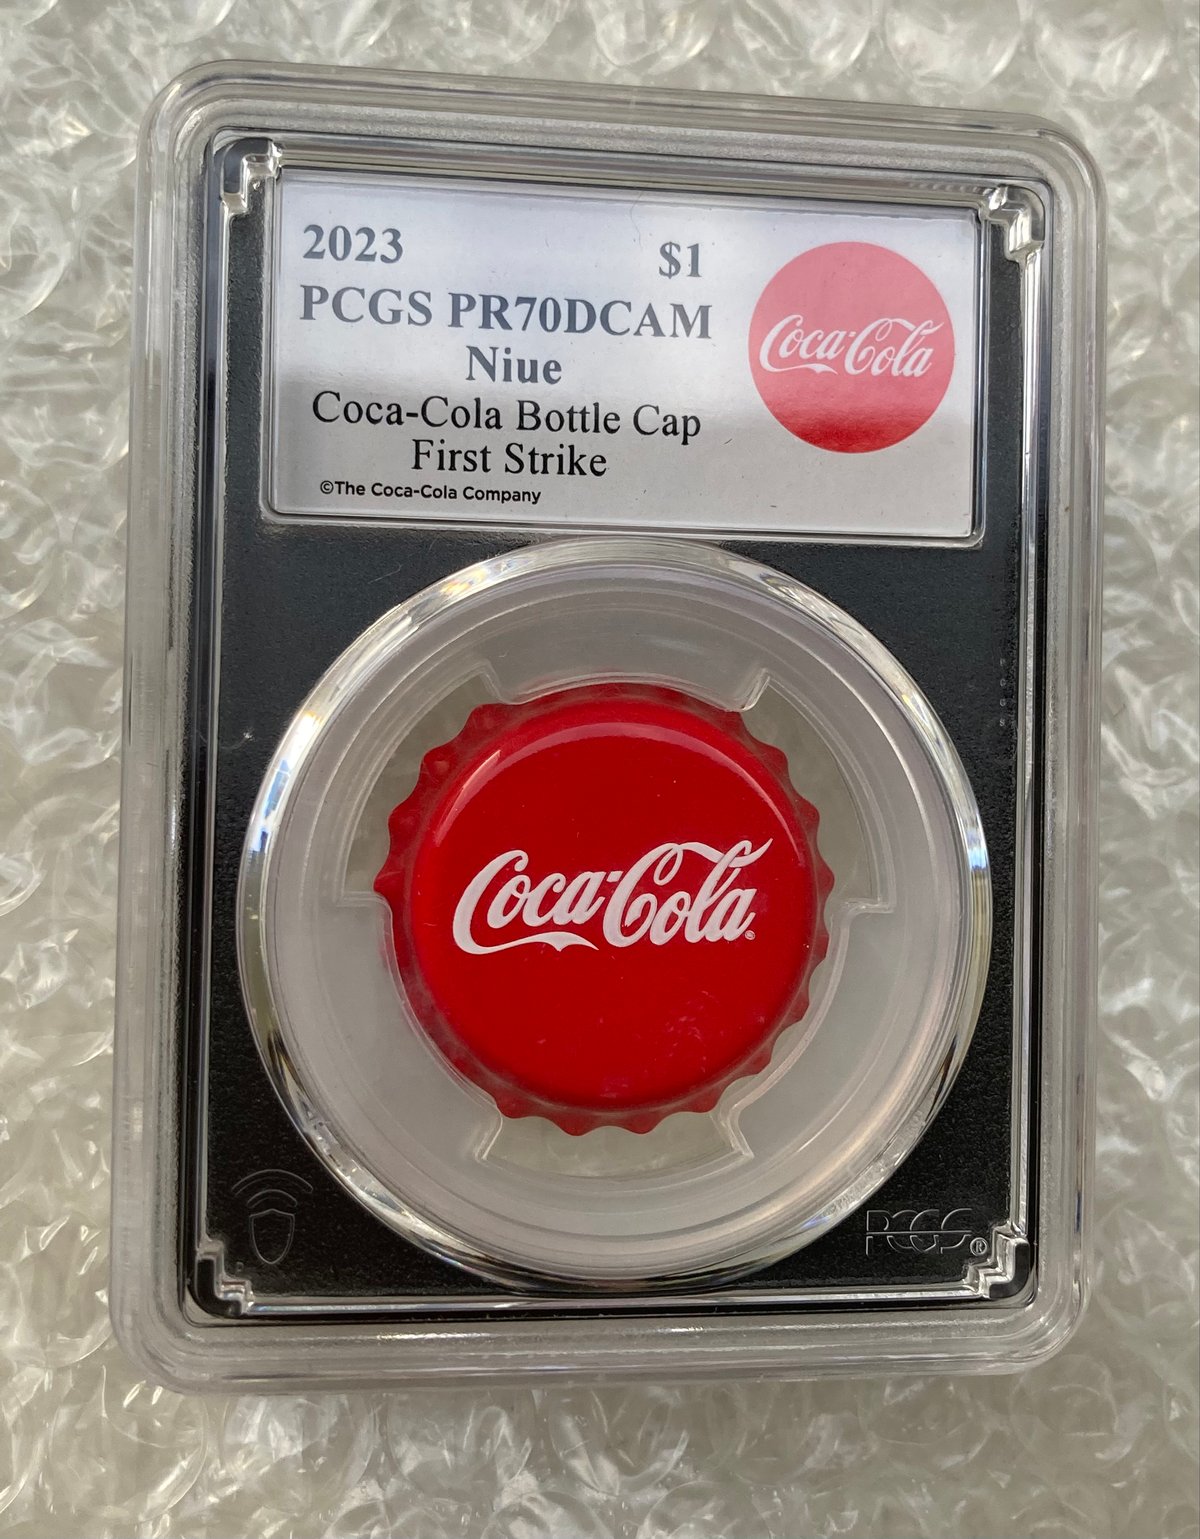 2023 $1
PCGS PR70DCAM
Niue
Coca-Cola Bottle Cap
First Strike
©The Coca-Cola Company
Coca-Cola
Coca-Cola®
PCGS®